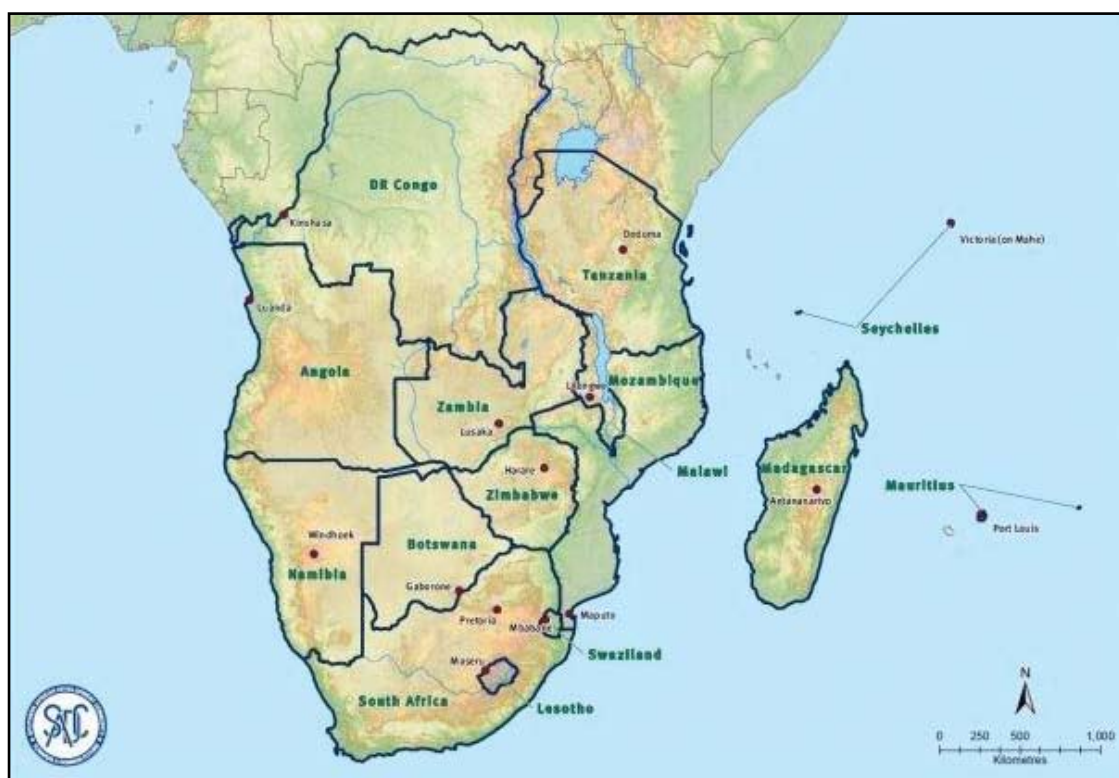 DR Congo
Kinshasa
Dodoma
Tanzania
Victoria(on Mahe)
Seychelles
Luanda
Angola
Zambia
Lusaka
Lilongwe
Mozambique
Malawi
Harare
Zimbabwe
Madagascar
Antananarivo
Mauritius
Port Louis
Windhoek
Namibia
Botswana
Gaborone
Pretoria
Mbabane
Maputo
Swaziland
Maseru
South Africa
Lesotho
SADC
N
0 250 500 1,000
Kilometres